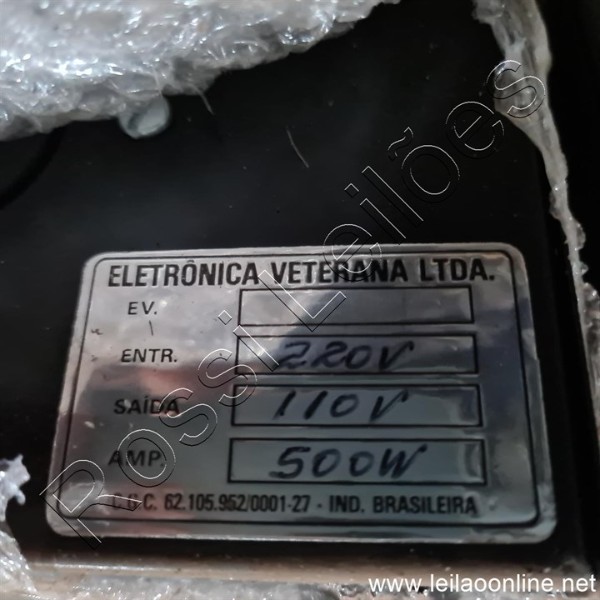 ELETRÔNICA VETERANA LTDA.
EV.
ENTR. 220V
SAÍDA 110V
AMP. 500W
C.G.C. 62.105.952/0001-27 - IND. BRASILEIRA
Rossi Leilões
www.leilaoonline.net